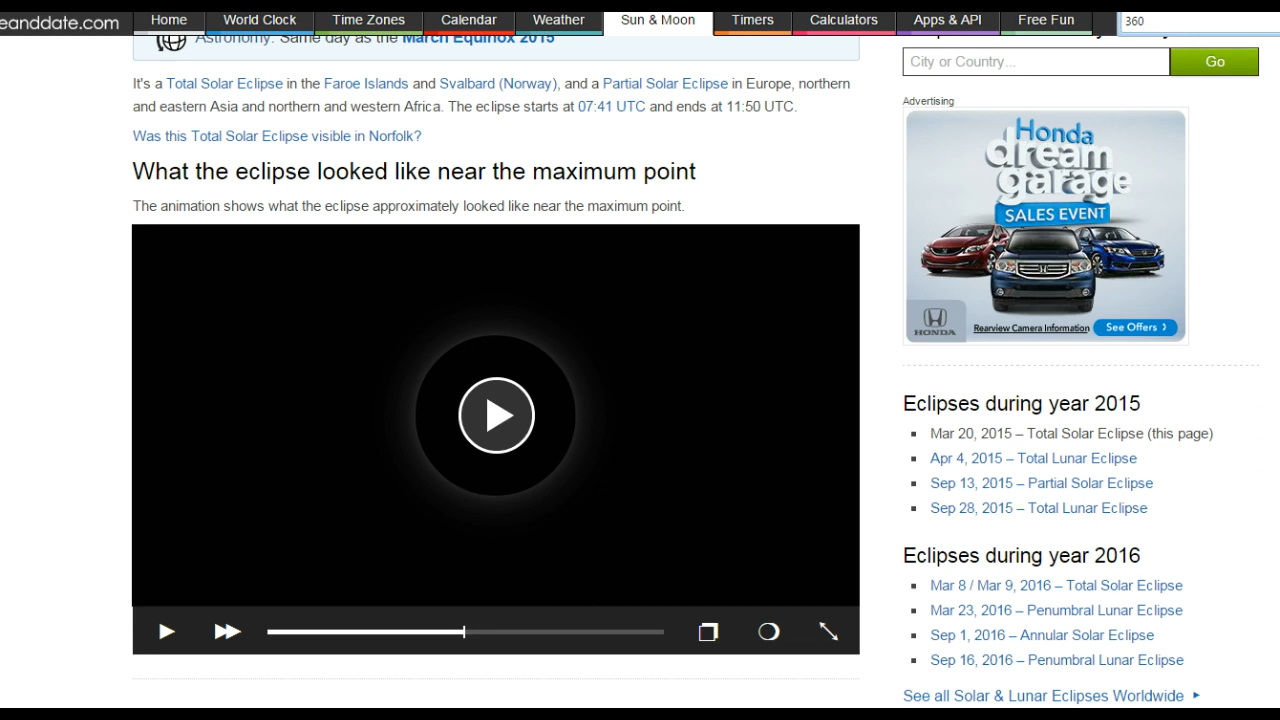 eanddate.com Home World Clock Time Zones Calendar Weather Sun & Moon Timers Calculators Apps & API Free Fun 360
Astronomy: Same day as the March Equinox 2015
It's a Total Solar Eclipse in the Faroe Islands and Svalbard (Norway), and a Partial Solar Eclipse in Europe, northern
and eastern Asia and northern and western Africa. The eclipse starts at 07:41 UTC and ends at 11:50 UTC.
Was this Total Solar Eclipse visible in Norfolk?
What the eclipse looked like near the maximum point
The animation shows what the eclipse approximately looked like near the maximum point.
City or Country...
Go
Advertising
Honda
dream
garage
SALES EVENT
HONDA
Rearview Camera Information
See Offers
Eclipses during year 2015
Mar 20, 2015 – Total Solar Eclipse (this page)
Apr 4, 2015 – Total Lunar Eclipse
Sep 13, 2015 – Partial Solar Eclipse
Sep 28, 2015 – Total Lunar Eclipse
Eclipses during year 2016
Mar 8 / Mar 9, 2016 – Total Solar Eclipse
Mar 23, 2016 – Penumbral Lunar Eclipse
Sep 1, 2016 – Annular Solar Eclipse
Sep 16, 2016 – Penumbral Lunar Eclipse
See all Solar & Lunar Eclipses Worldwide